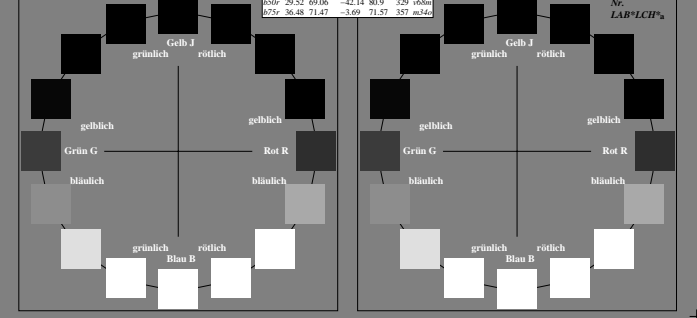 b50r 29.52 69.06 −42.14 80.9 329 v68m
b75r 36.48 71.47 −3.69 71.57 357 m34o
Nr.
LAB*LCH*a
Gelb J
grünlich rötlich
gelblich gelblich
Grün G Rot R
bläulich bläulich
grünlich rötlich
Blau B
Gelb J
grünlich rötlich
gelblich gelblich
Grün G Rot R
bläulich bläulich
grünlich rötlich
Blau B